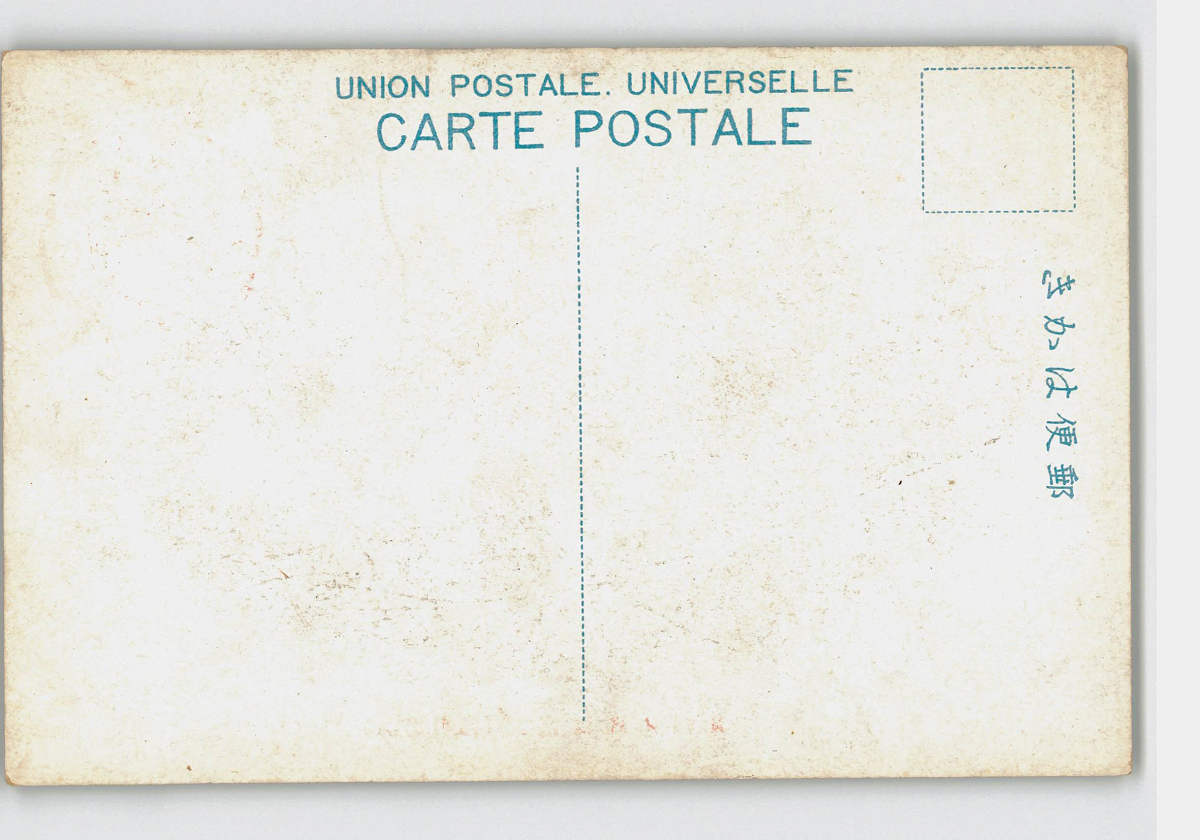 UNION POSTALE. UNIVERSELLE
CARTE POSTALE
郵便はかき